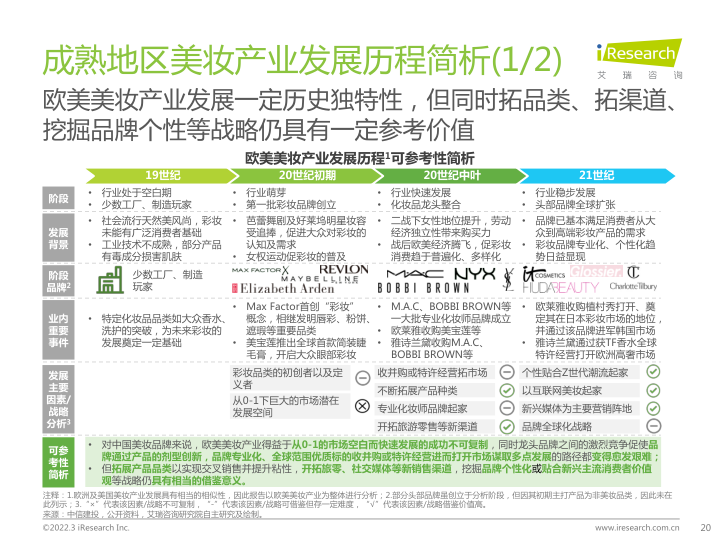 成熟地区美妆产业发展历程简析(1/2)
iResearch
艾 瑞 咨 询
欧美美妆产业发展一定历史独特性，但同时拓品类、拓渠道、
挖掘品牌个性等战略仍具有一定参考价值
欧美美妆产业发展历程1可参考性简析
19世纪
20世纪初期
20世纪中叶
21世纪
阶段
• 行业处于空白期
• 少数工厂、制造玩家
• 行业萌芽
• 第一批彩妆品牌创立
• 行业快速发展
• 化妆品龙头整合
• 行业稳步发展
• 头部品牌全球扩张
发展
背景
• 社会流行天然美风尚，彩妆
未能有广泛消费者基础
• 工业技术不成熟，部分产品
有毒成分损害肌肤
• 芭蕾舞剧及好莱坞明星妆容
受追捧，促进大众对彩妆的
认知及需求
• 女权运动促彩妆的普及
• 二战下女性地位提升，劳动
经济独立性带来购买力
• 战后欧美经济腾飞，促彩妆
消费趋于普遍化、多样化
• 品牌已基本满足消费者从大
众到高端彩妆产品的需求
• 彩妆品牌专业化、个性化趋
势日益显现
阶段
品牌2
少数工厂、制造
玩家
MAX FACTOR X
REVLON
MAYBELLINE
Elizabeth Arden
MAC
NYX
BOBBI BROWN
YSL
it COSMETICS
Glossier
HUDABEAUTY
CT
Charlotte Tilbury
业内
重要
事件
• 特定化妆品品类如大众香水、
洗护的突破，为未来彩妆的
发展奠定一定基础
• Max Factor首创“彩妆”
概念，相继发明唇彩、粉饼、
遮瑕等重要品类
• 美宝莲推出全球首款简装睫
毛膏，开启大众眼部彩妆
• M.A.C、BOBBI BROWN等
一大批专业化妆师品牌成立
• 欧莱雅收购美宝莲等
• 雅诗兰黛收购M.A.C、
BOBBI BROWN等
• 欧莱雅收购植村秀打开、奠
定其在日本彩妆市场的地位，
并通过该品牌进军韩国市场
• 雅诗兰黛通过获TF香水全球
特许经营打开欧洲高奢市场
发展
主要
因素/
战略
分析3
彩妆品类的初创者以及定
义者
从0-1下巨大的市场潜在
发展空间
收并购或特许经营拓市场
不断拓展产品种类
专业化妆师品牌起家
开拓旅游零售等新渠道
个性贴合Z世代潮流起家
以互联网美妆起家
新兴媒体为主要营销阵地
品牌全球化战略
可参
考性
简析
• 对中国美妆品牌来说，欧美美妆产业得益于从0-1的市场空白而快速发展的成功不可复制，同时龙头品牌之间的激烈竞争促使品
牌通过产品的剂型创新，品牌专业化、全球范围优质标的收并购或特许经营进而打开市场谋取多点发展的路径都变得愈发艰难；
• 但拓展产品品类以实现交叉销售并提升粘性，开拓旅零、社交媒体等新销售渠道，挖掘品牌个性化或贴合新兴主流消费者价值
观等战略仍具有相当的借鉴意义。
注释：1.欧洲及美国美妆产业发展具有相当的相似性，因此报告以欧美美妆产业为整体进行分析；2.部分头部品牌虽创立于分析阶段，但因其初期主打产品为非美妆品类，因此未在
此列示；3.“×”代表该因素/战略不可复制，“-”代表该因素/战略可借鉴但存一定难度，“√”代表该因素/战略借鉴价值高。
来源：中信建投，公开资料，艾瑞咨询研究院自主研究及绘制。
©2022.3 iResearch Inc.
www.iresearch.com.cn
20